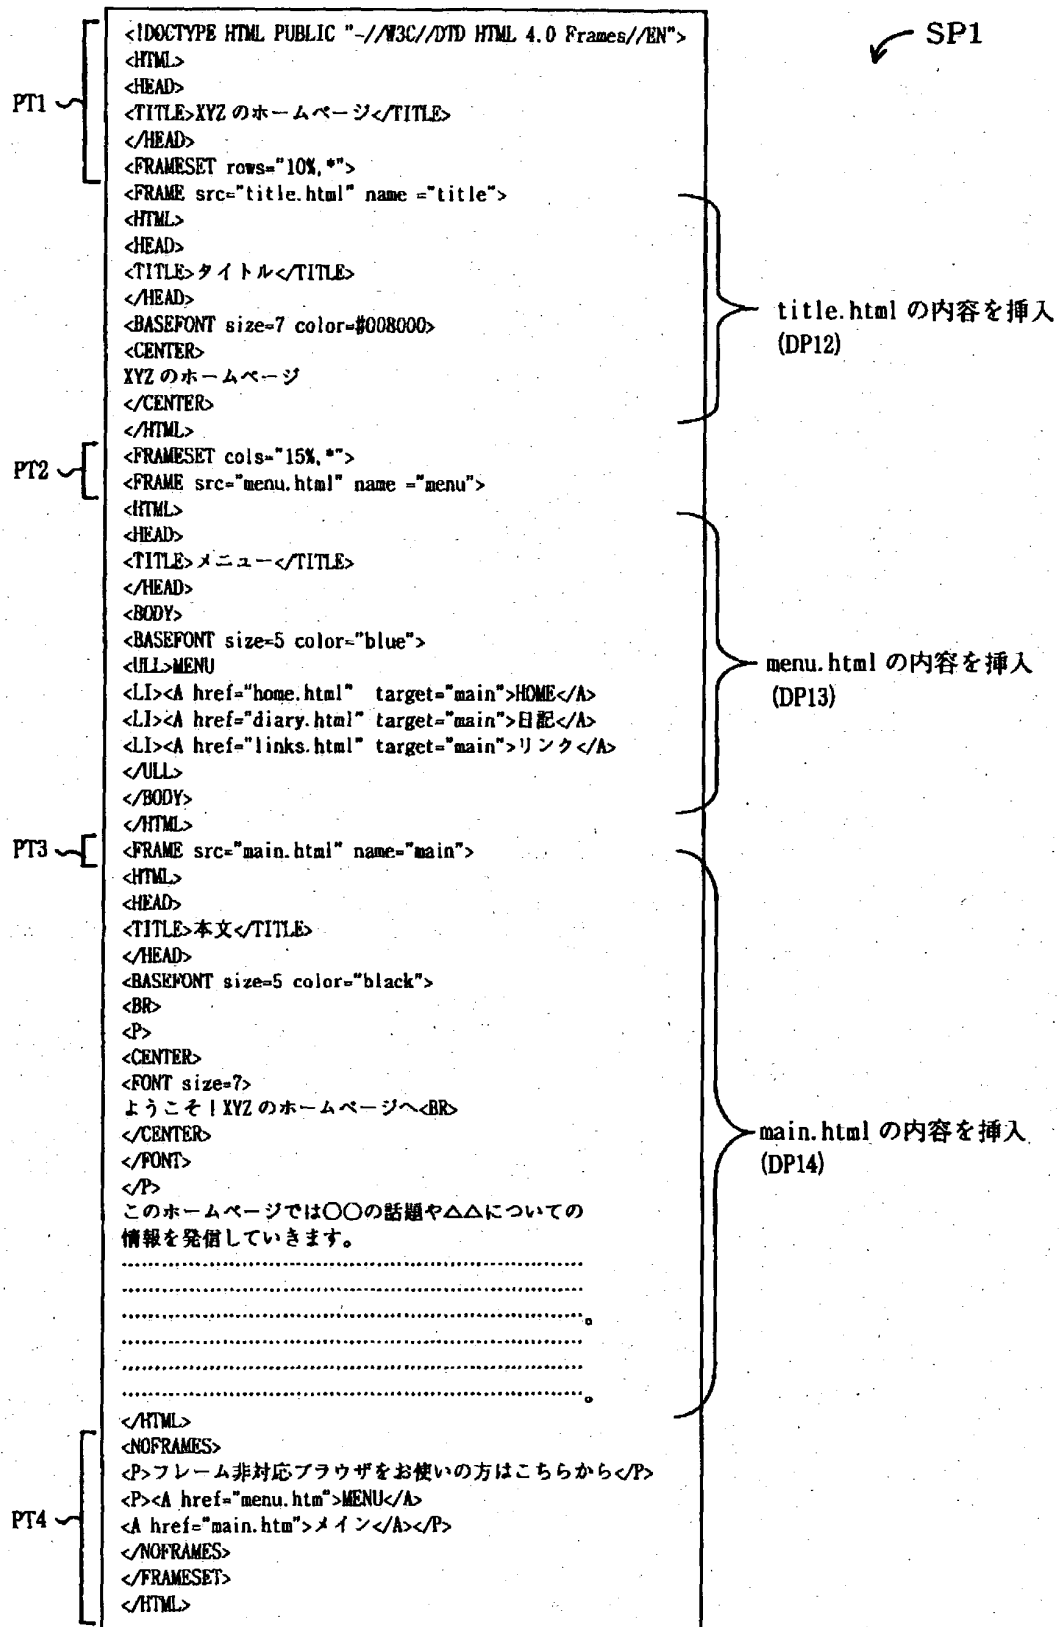 SP1
PT1
<!DOCTYPE HTML PUBLIC "-//W3C//DTD HTML 4.0 Frames//EN">
<HTML>
<HEAD>
<TITLE>XYZのホームページ</TITLE>
</HEAD>
<FRAMESET rows="10%,*">
<FRAME src="title.html" name ="title">
<HTML>
<HEAD>
<TITLE>タイトル</TITLE>
</HEAD>
<BASEFONT size=7 color=#008000>
<CENTER>
XYZのホームページ
</CENTER>
</HTML>
title.html の内容を挿入
(DP12)
PT2
<FRAMESET cols="15%,*">
<FRAME src="menu.html" name ="menu">
<HTML>
<HEAD>
<TITLE>メニュー</TITLE>
</HEAD>
<BODY>
<BASEFONT size=5 color="blue">
<ULL>MENU
<LI><A href="home.html" target="main">HOME</A>
<LI><A href="diary.html" target="main">日記</A>
<LI><A href="links.html" target="main">リンク</A>
</ULL>
</BODY>
</HTML>
menu.html の内容を挿入
(DP13)
PT3
<FRAME src="main.html" name="main">
<HTML>
<HEAD>
<TITLE>本文</TITLE>
</HEAD>
<BASEFONT size=5 color="black">
<BR>
<P>
<CENTER>
<FONT size=7>
ようこそ！XYZのホームページへ<BR>
</CENTER>
</FONT>
</P>
このホームページでは〇〇の話題や△△についての
情報を発信していきます。
……………………………………………………
……………………………………………………
……………………………………………………。
……………………………………………………
……………………………………………………
……………………………………………………。
</HTML>
main.html の内容を挿入
(DP14)
PT4
<NOFRAMES>
<P>フレーム非対応ブラウザをお使いの方はこちらから</P>
<P><A href="menu.htm">MENU</A>
<A href="main.htm">メイン</A></P>
</NOFRAMES>
</FRAMESET>
</HTML>